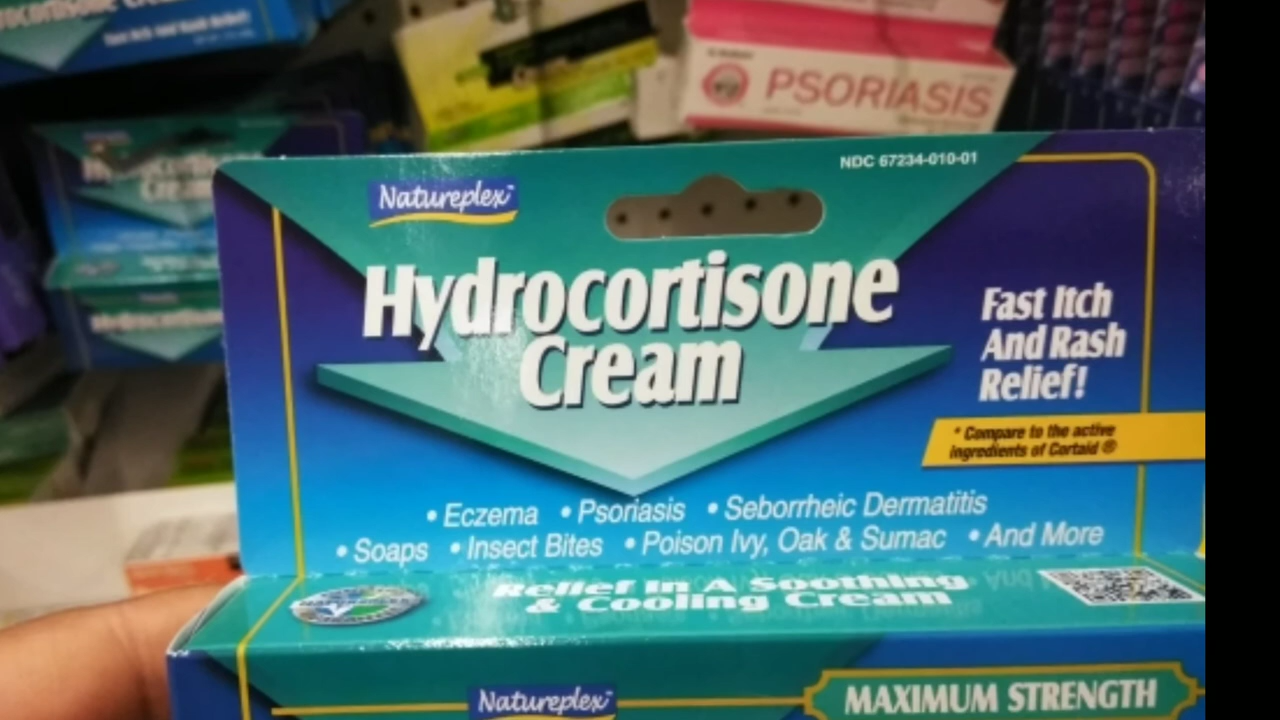 PSORIASIS
NDC 67234-010-01
Natureplex™
Hydrocortisone
Cream
Fast Itch
And Rash
Relief!
* Compare to the active
ingredients of Cortaid ®
• Eczema • Psoriasis • Seborrheic Dermatitis
• Soaps • Insect Bites • Poison Ivy, Oak & Sumac • And More
Relief In A Soothing
& Cooling Cream
Natureplex™
MAXIMUM STRENGTH